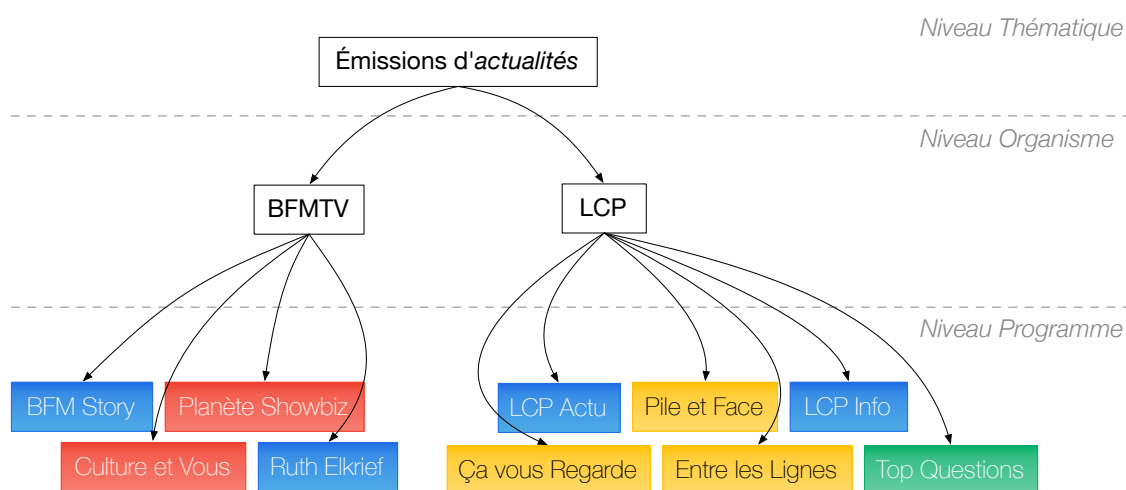 Niveau Thématique
Émissions d'actualités
Niveau Organisme
BFMTV
LCP
Niveau Programme
BFM Story
Planète Showbiz
LCP Actu
Pile et Face
LCP Info
Culture et Vous
Ruth Elkrief
Ça vous Regarde
Entre les Lignes
Top Questions